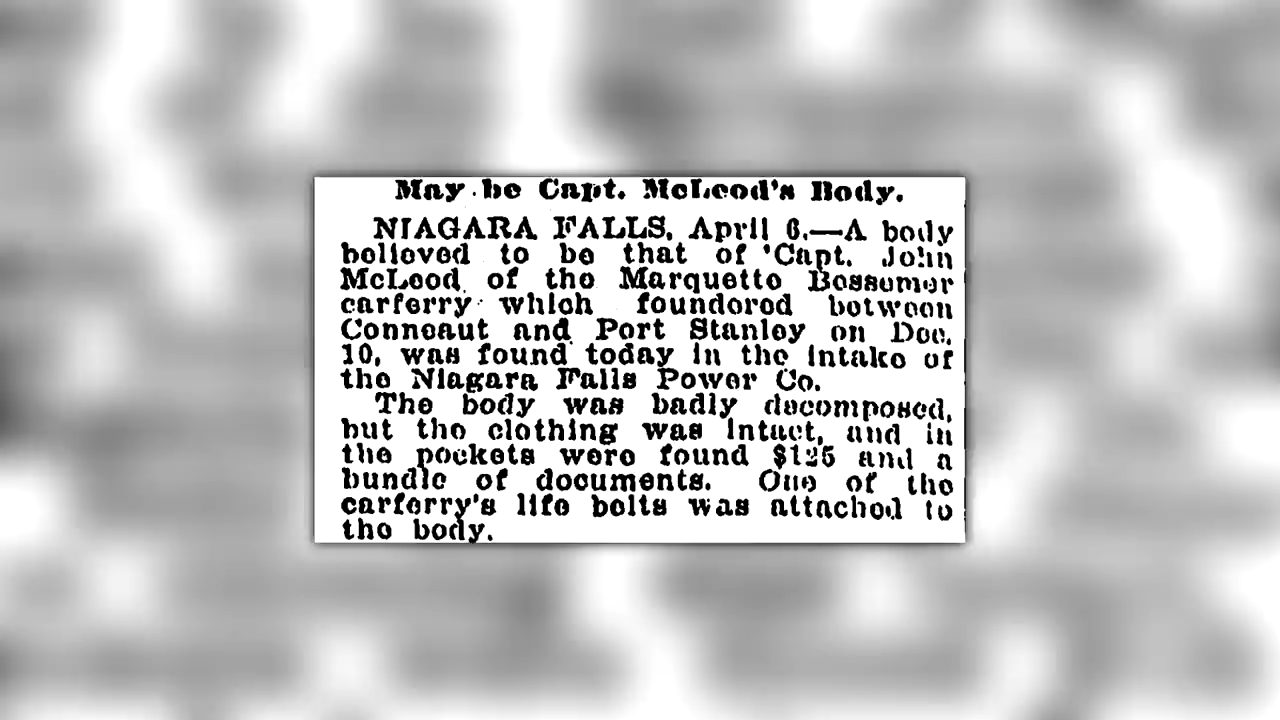 May be Capt. McLeod's Body.
NIAGARA FALLS, April 6.—A body
believed to be that of 'Capt. John
McLeod of the Marquette Bessemer
carferry which foundered between
Conneaut and Port Stanley on Dec.
10, was found today in the intake of
the Niagara Falls Power Co.
The body was badly decomposed,
but the clothing was intact, and in
the pockets were found $125 and a
bundle of documents. One of the
carferry's life belts was attached to
the body.